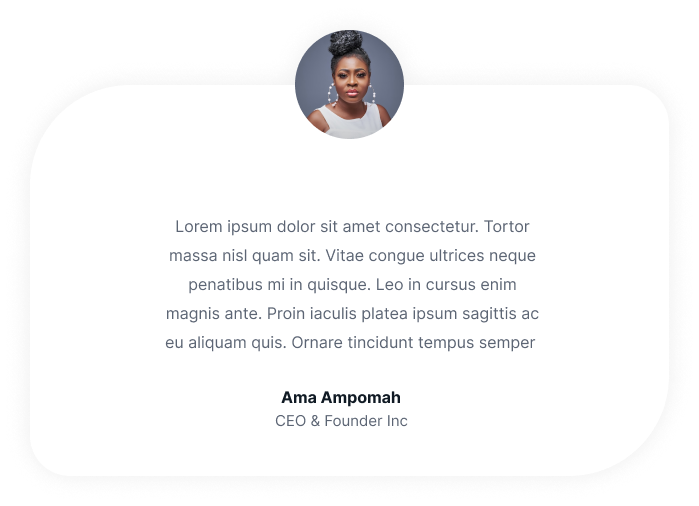 Lorem ipsum dolor sit amet consectetur. Tortor
massa nisl quam sit. Vitae congue ultrices neque
penatibus mi in quisque. Leo in cursus enim
magnis ante. Proin iaculis platea ipsum sagittis ac
eu aliquam quis. Ornare tincidunt tempus semper
Ama Ampomah
CEO & Founder Inc